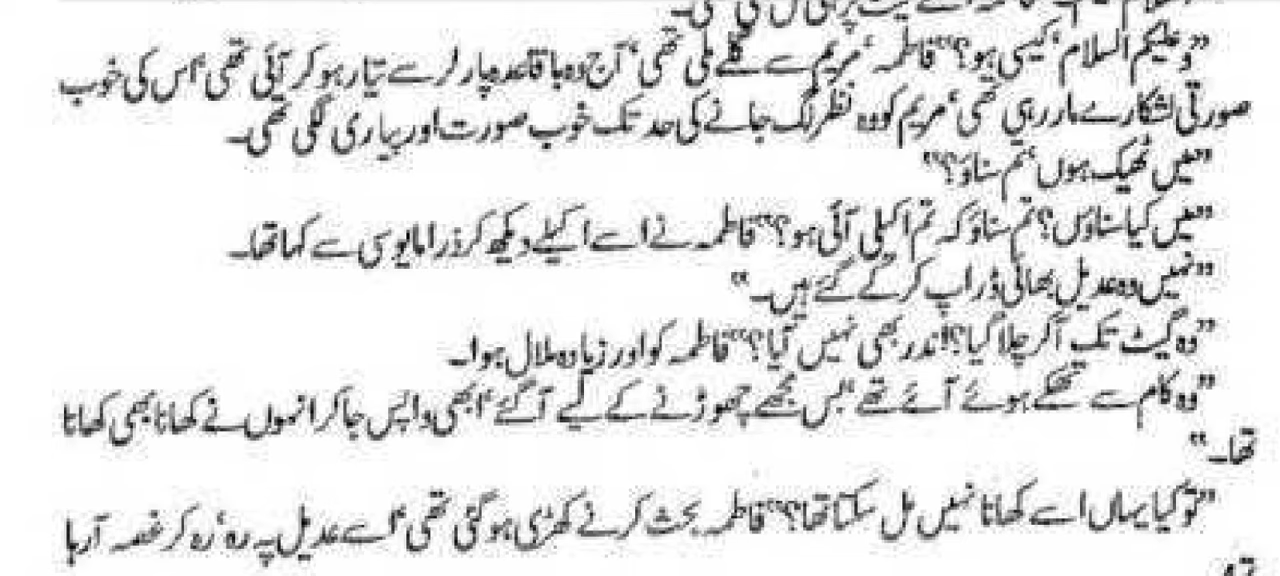 ”وعلیکم السلام‘ کیسی ہو؟“ فاطمہ‘ مریم سے گلے ملی تھی‘ آج وہ باقاعدہ پارلر سے تیار ہو کر آئی تھی‘ اس کی خوب
صورتی لشکارے مار رہی تھی‘ مریم کو وہ نظر لگ جانے کی حد تک خوب صورت اور پیاری لگی تھی۔
”میں ٹھیک ہوں‘ تم سناؤ؟“
”میں کیا سناؤں؟ تم سناؤ کہ تم اکیلی آئی ہو؟“ فاطمہ نے اسے اکیلے دیکھ کر ذرا مایوسی سے کہا تھا۔
”نہیں وہ عدیل بھائی ڈراپ کر کے گئے ہیں۔“
”وہ گیٹ تک آ کر چلا گیا؟ اندر بھی نہیں آیا؟“ فاطمہ کو اور زیادہ ملال ہوا۔
”وہ کام سے تھکے ہوئے آئے تھے‘ بس مجھے چھوڑنے کے لیے آ گئے‘ ابھی واپس جا کر انہوں نے کھانا بھی کھانا
تھا۔“
”تو کیا یہاں اسے کھانا نہیں مل سکتا تھا؟“ فاطمہ بحث کرنے کھڑی ہو گئی تھی‘ اسے عدیل پہ رہ‘ رہ کر غصہ آ رہا